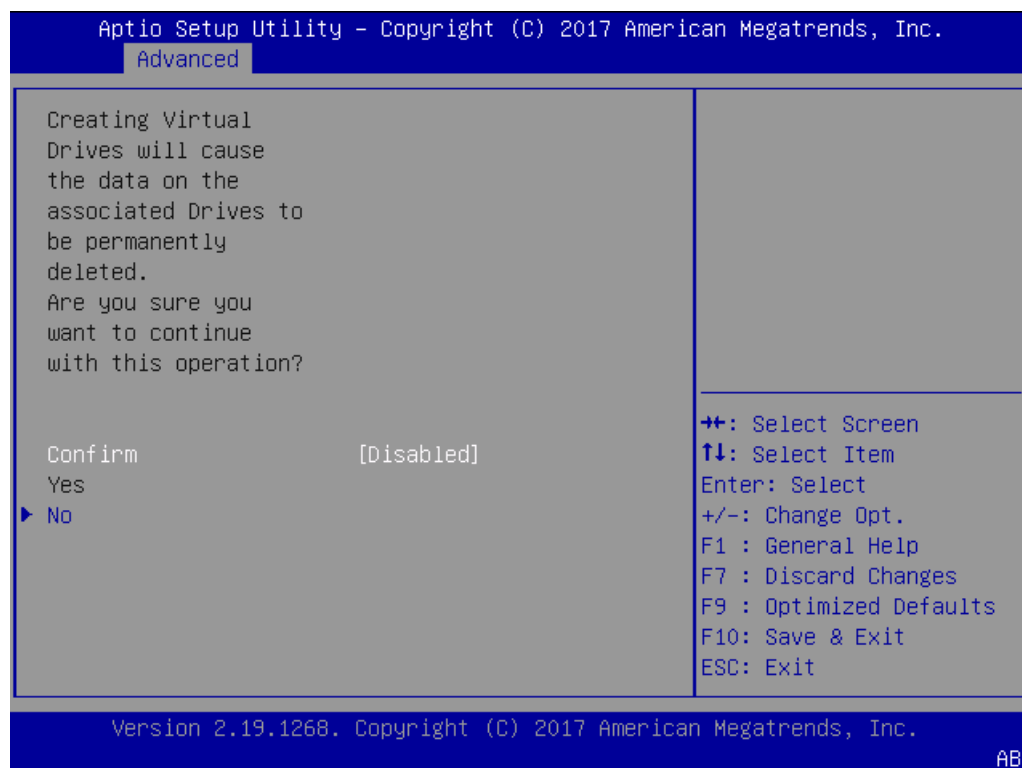 Aptio Setup Utility – Copyright (C) 2017 American Megatrends, Inc.
Advanced
Creating Virtual
Drives will cause
the data on the
associated Drives to
be permanently
deleted.
Are you sure you
want to continue
with this operation?
Confirm [Disabled]
Yes
No
→←: Select Screen
↑↓: Select Item
Enter: Select
+/-: Change Opt.
F1 : General Help
F7 : Discard Changes
F9 : Optimized Defaults
F10: Save & Exit
ESC: Exit
Version 2.19.1268. Copyright (C) 2017 American Megatrends, Inc.
AB